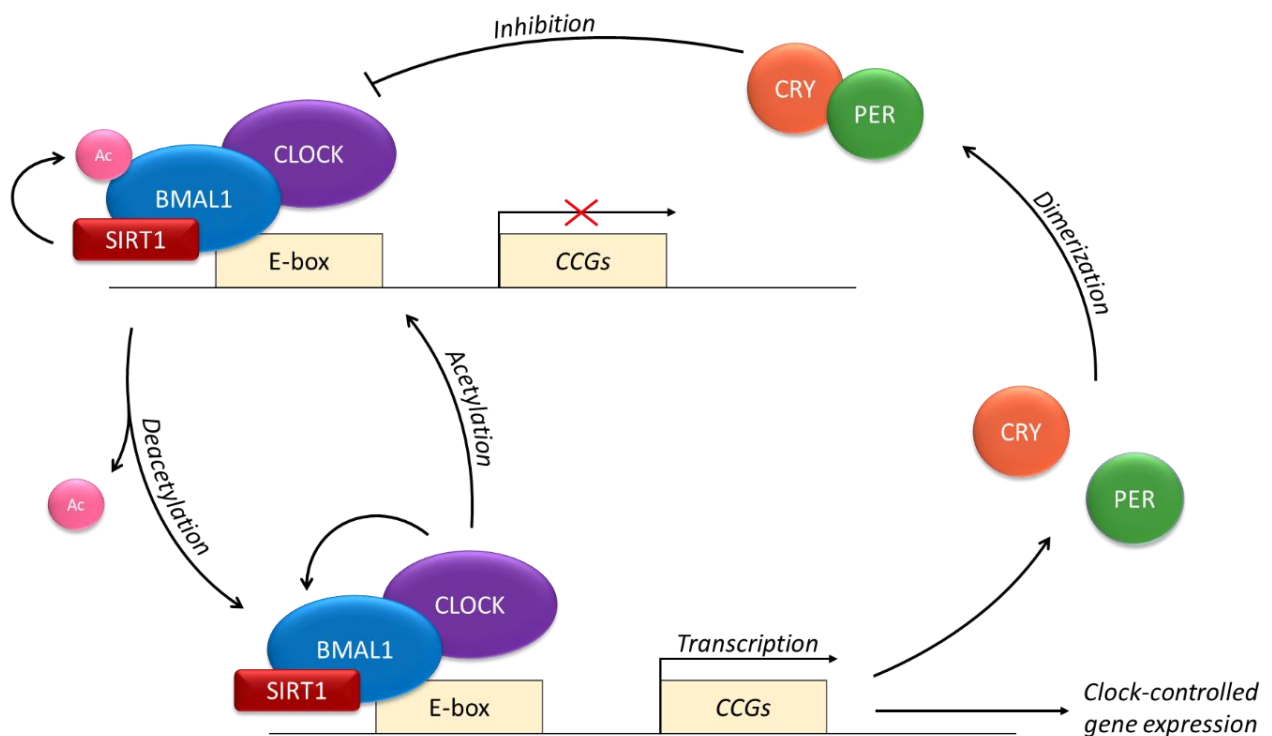 Inhibition
CRY
PER
Ac
CLOCK
BMAL1
SIRT1
E-box
CCGs
Dimerization
Acetylation
Deacetylation
Ac
CRY
PER
CLOCK
BMAL1
SIRT1
E-box
Transcription
CCGs
Clock-controlled
gene expression